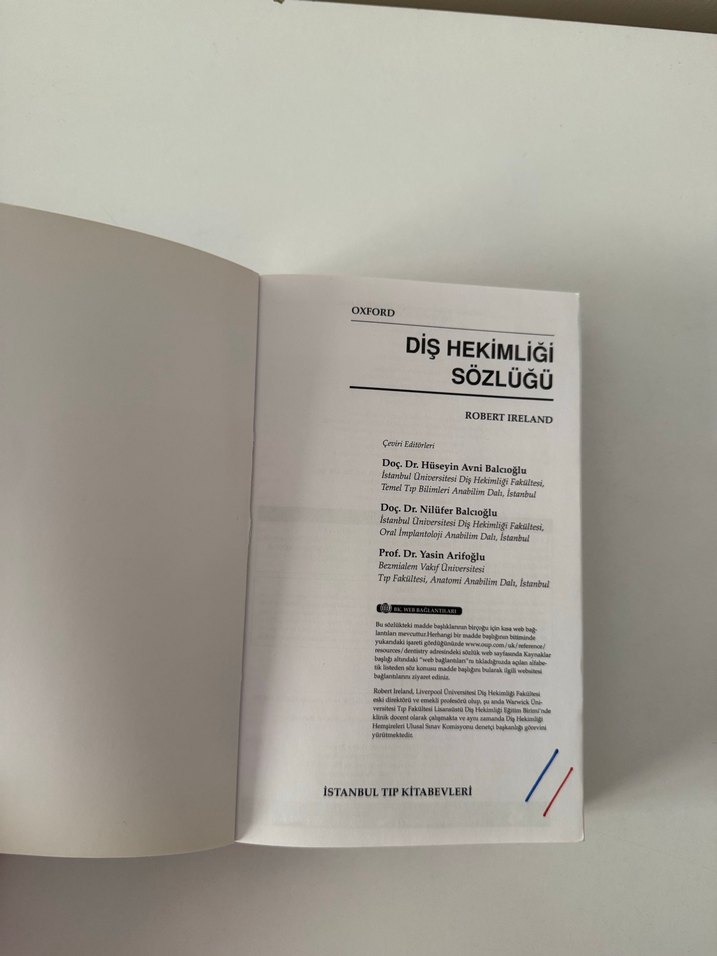 OXFORD
DİŞ HEKİMLİĞİ
SÖZLÜĞÜ
ROBERT IRELAND
Çeviri Editörleri
Doç. Dr. Hüseyin Avni Balcıoğlu
İstanbul Üniversitesi Diş Hekimliği Fakültesi,
Temel Tıp Bilimleri Anabilim Dalı, İstanbul
Doç. Dr. Nilüfer Balcıoğlu
İstanbul Üniversitesi Diş Hekimliği Fakültesi,
Oral İmplantoloji Anabilim Dalı, İstanbul
Prof. Dr. Yasin Arifoğlu
Bezmialem Vakıf Üniversitesi
Tıp Fakültesi, Anatomi Anabilim Dalı, İstanbul
BK. WEB BAĞLANTILARI
Bu sözlükteki madde başlıklarının birçoğu için kısa web bağ-
lantıları mevcuttur.Herhangi bir madde başlığının bitiminde
yukarıdaki işareti gördüğünüzde www.oup.com/uk/reference/
resources/dentistry adresindeki sözlük web sayfasında Kaynaklar
başlığı altındaki "web bağlantıları"nı tıkladığınızda açılan alfabe-
tik listeden söz konusu madde başlığını bularak ilgili websitesi
bağlantılarını ziyaret ediniz.
Robert Ireland, Liverpool Üniversitesi Diş Hekimliği Fakültesi
eski direktörü ve emekli profesörü olup, şu anda Warwick Üni-
versitesi Tıp Fakültesi Lisansüstü Diş Hekimliği Eğitim Birimi'nde
klinik docent olarak çalışmakta ve aynı zamanda Diş Hekimliği
Hemşireleri Ulusal Sınav Komisyonu denetçi başkanlığı görevini
yürütmektedir.
İSTANBUL TIP KİTABEVLERİ